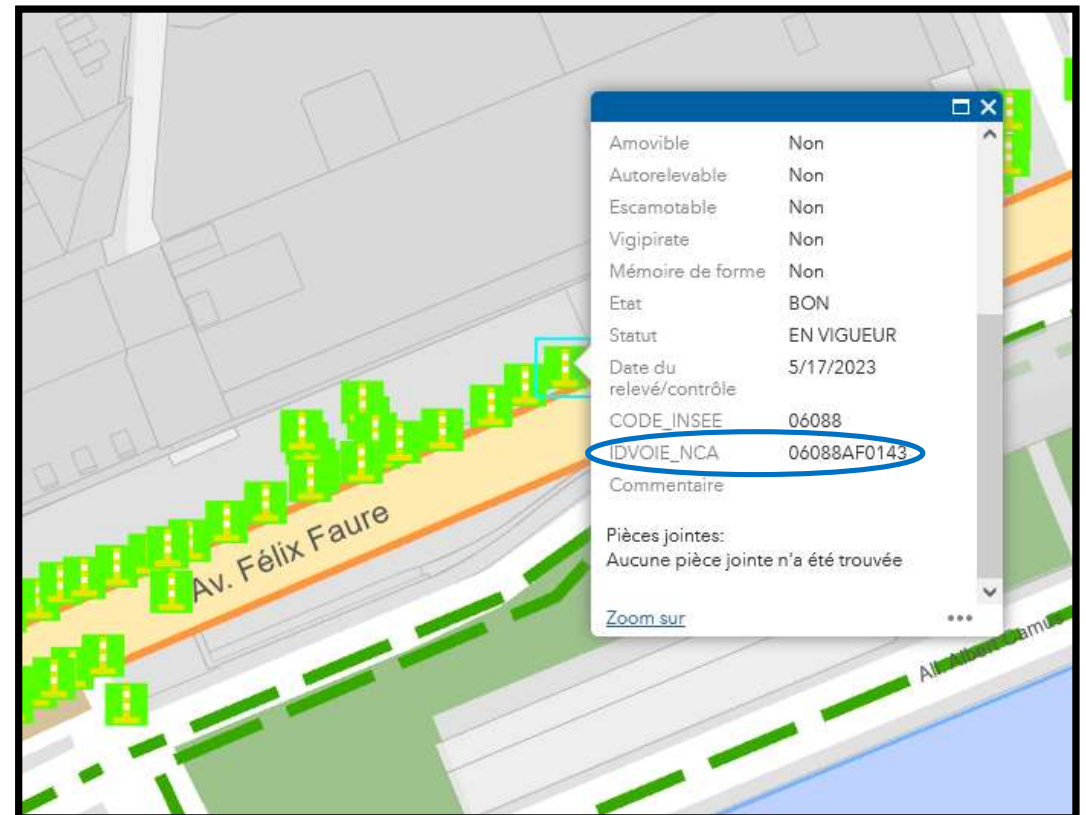 Amovible Non
Autorelevable Non
Escamotable Non
Vigipirate Non
Mémoire de forme Non
Etat BON
Statut EN VIGUEUR
Date du 5/17/2023
relevé/contrôle
CODE_INSEE 06088
IDVOIE_NCA 06088AF0143
Commentaire
Pièces jointes:
Aucune pièce jointe n'a été trouvée
Zoom sur
Av. Félix Faure
All. Albert Camus